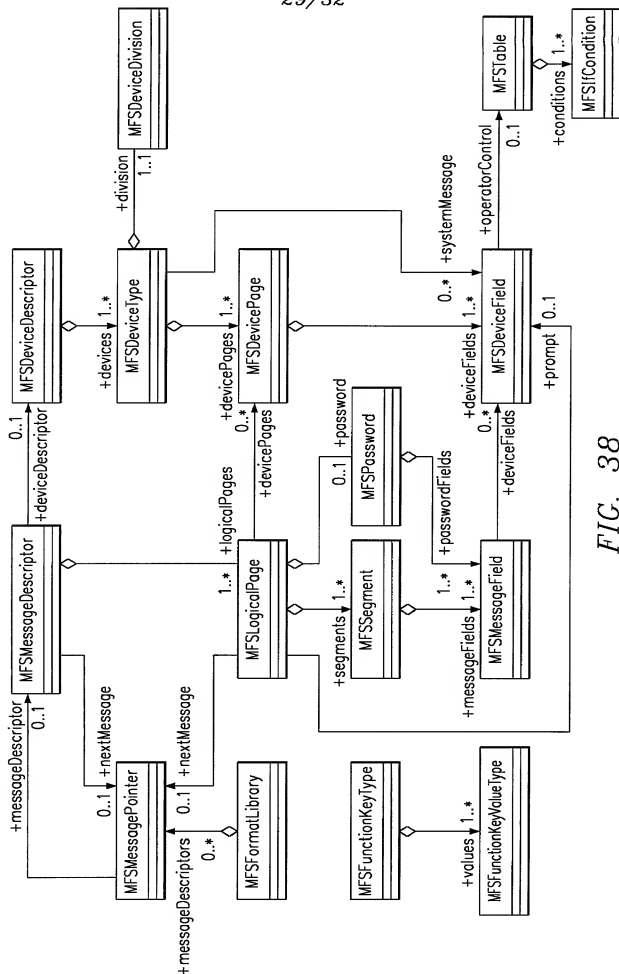 29/32
MFSDeviceDivision
+division
1..1
MFSDeviceDescriptor
0..1
+deviceDescriptor
+devices
1..*
MFSDeviceType
MFSMessageDescriptor
+messageDescriptor
0..1
+nextMessage
0..1
MFSMessagePointer
+logicalPages
1..*
+devicePages
1..*
MFSDevicePage
0..*
+devicePages
MFSLogicalPage
+nextMessage
0..1
+messageDescriptors
0..*
MFSFormatLibrary
+password
0..1
MFSPassword
+segments
1..*
MFSSegment
+passwordFields
1..*
+messageFields
1..*
MFSMessageField
+systemMessage
0..*
+deviceFields
1..*
MFSDeviceField
0..*
+deviceFields
+prompt
0..1
+operatorControl
0..1
MFSTable
+conditions
1..*
MFSIfCondition
MFSFunctionKeyType
+values
1..*
MFSFunctionKeyValueType
FIG. 38